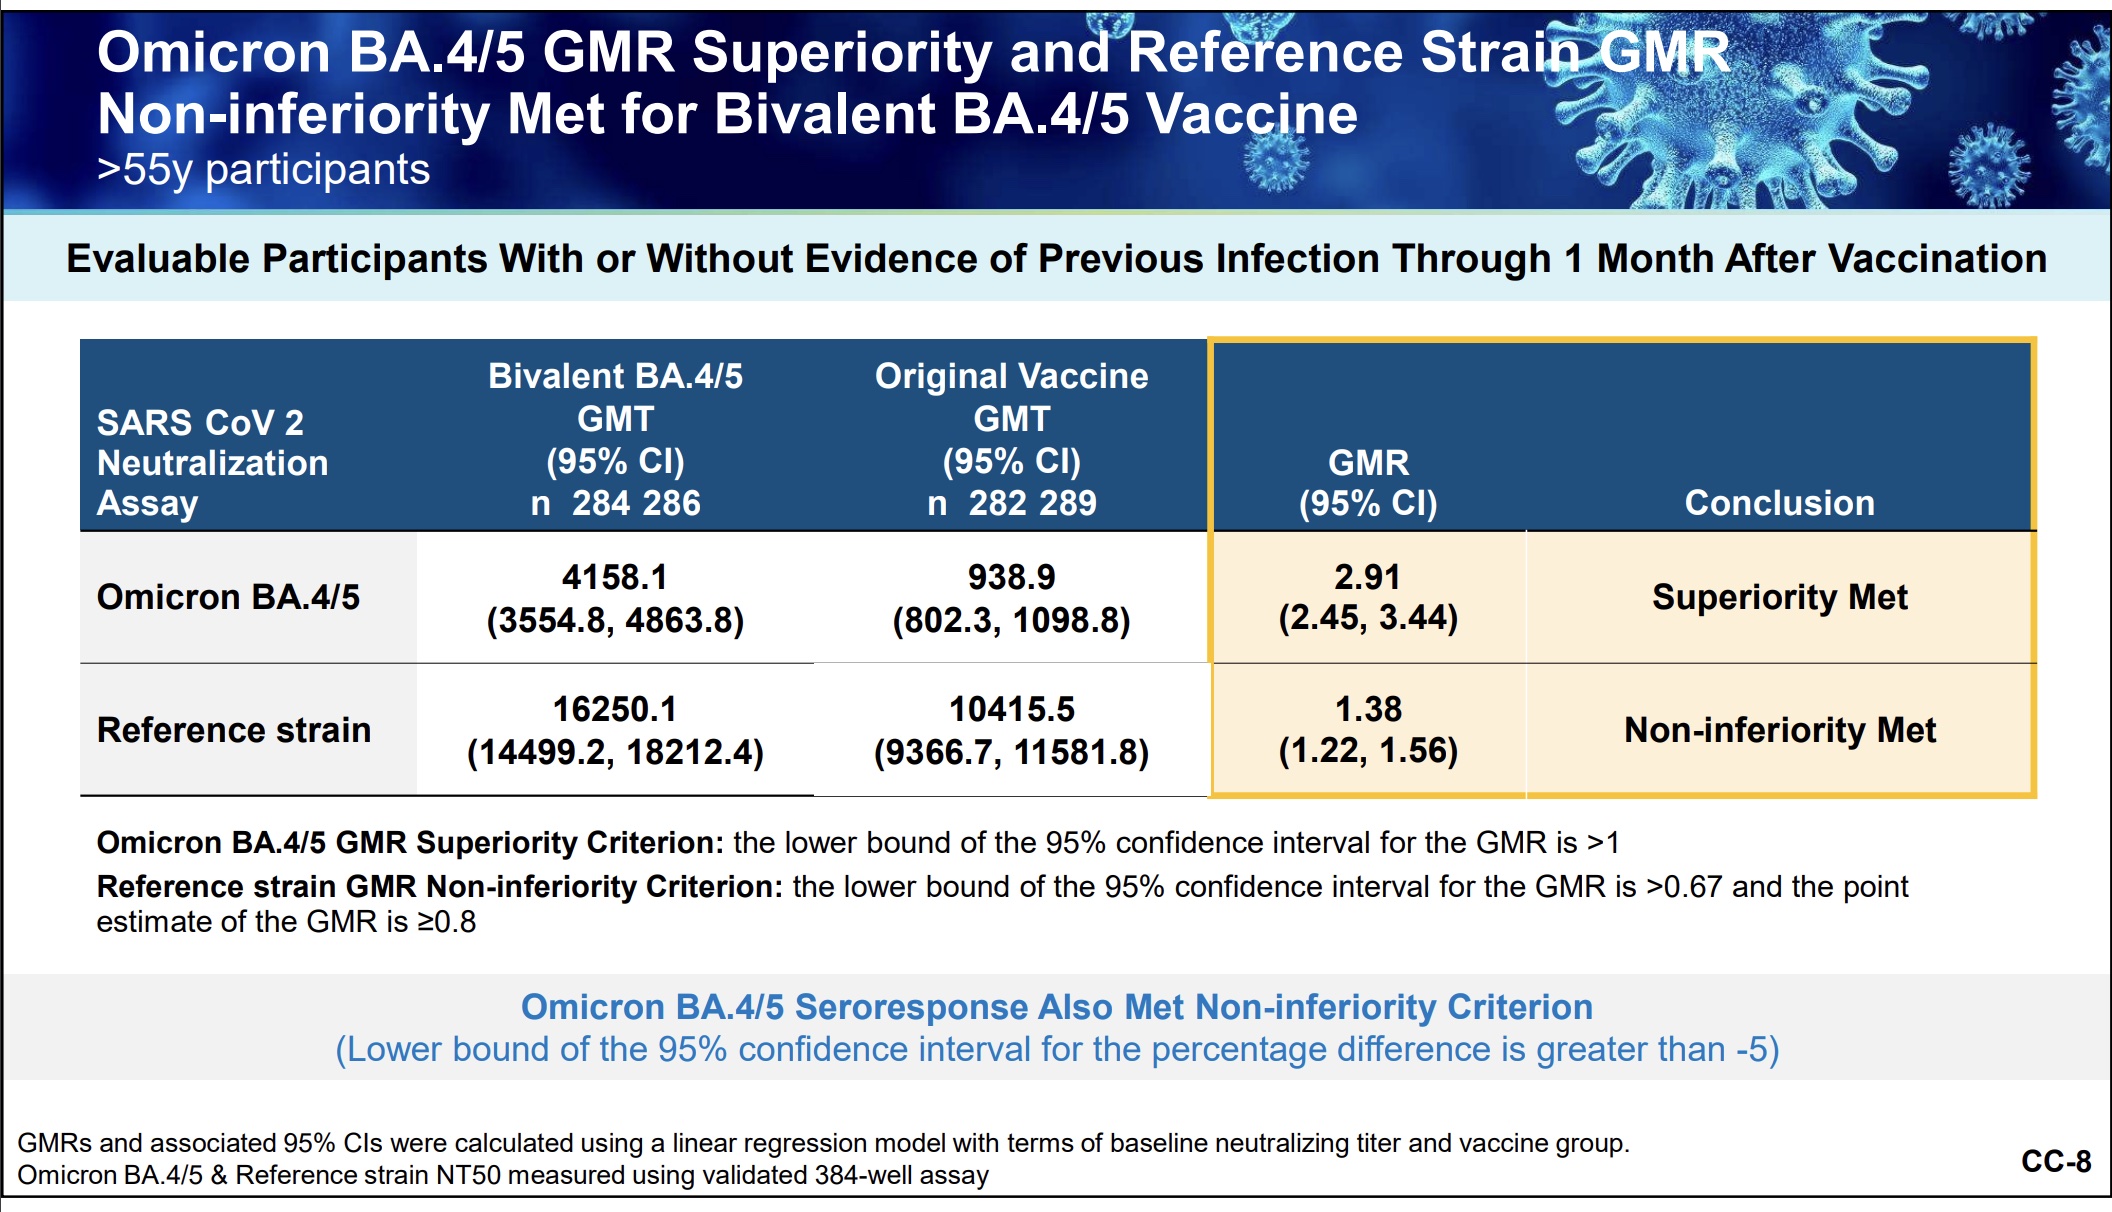 Omicron BA.4/5 GMR Superiority and Reference Strain GMR
Non-inferiority Met for Bivalent BA.4/5 Vaccine
>55y participants
Evaluable Participants With or Without Evidence of Previous Infection Through 1 Month After Vaccination
SARS CoV 2
Neutralization
Assay
Bivalent BA.4/5
GMT
(95% CI)
n 284 286
Original Vaccine
GMT
(95% CI)
n 282 289
GMR
(95% CI)
Conclusion
Omicron BA.4/5
4158.1
(3554.8, 4863.8)
938.9
(802.3, 1098.8)
2.91
(2.45, 3.44)
Superiority Met
Reference strain
16250.1
(14499.2, 18212.4)
10415.5
(9366.7, 11581.8)
1.38
(1.22, 1.56)
Non-inferiority Met
Omicron BA.4/5 GMR Superiority Criterion: the lower bound of the 95% confidence interval for the GMR is >1
Reference strain GMR Non-inferiority Criterion: the lower bound of the 95% confidence interval for the GMR is >0.67 and the point
estimate of the GMR is ≥0.8
Omicron BA.4/5 Seroresponse Also Met Non-inferiority Criterion
(Lower bound of the 95% confidence interval for the percentage difference is greater than -5)
GMRs and associated 95% CIs were calculated using a linear regression model with terms of baseline neutralizing titer and vaccine group.
Omicron BA.4/5 & Reference strain NT50 measured using validated 384-well assay
CC-8